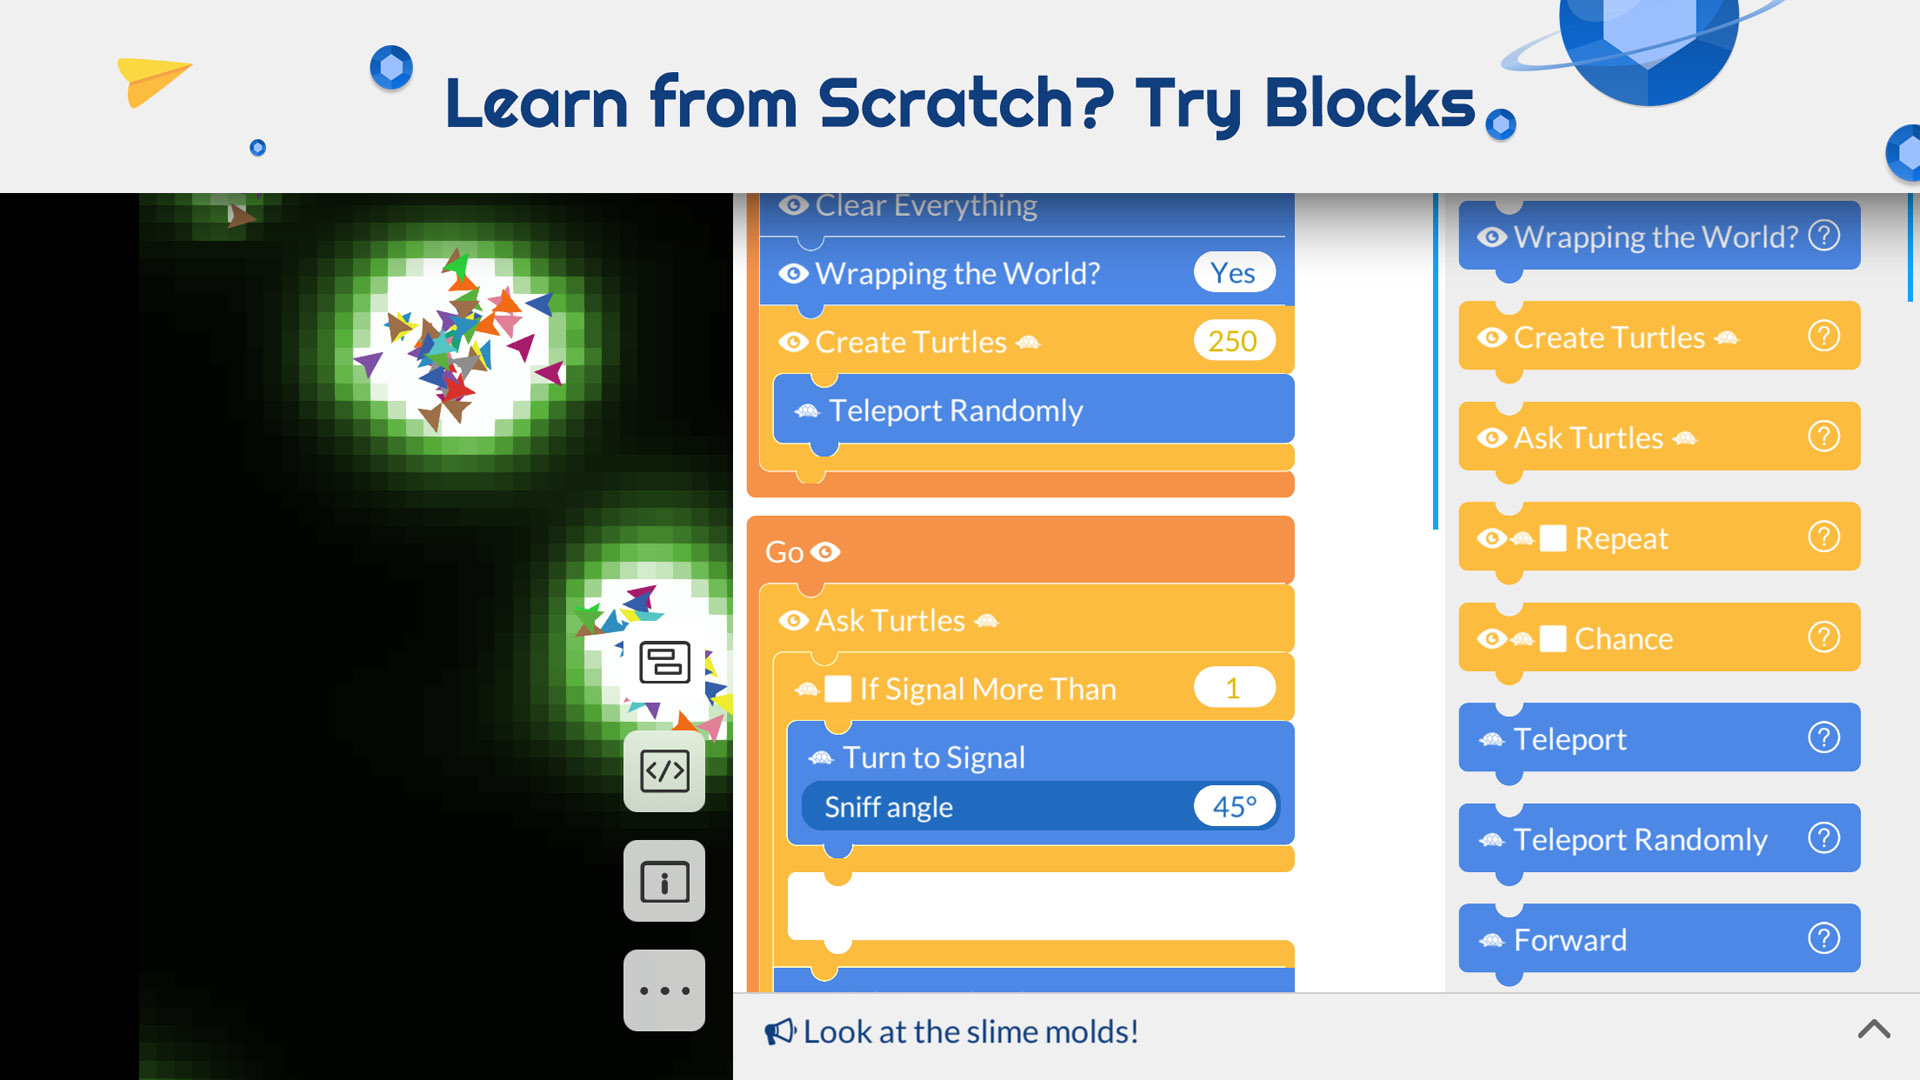 Learn from Scratch? Try Blocks
Clear Everything
Wrapping the World? Yes
Create Turtles 250
Teleport Randomly
Go
Ask Turtles
If Signal More Than 1
Turn to Signal
Sniff angle 45°
Look at the slime molds!
Wrapping the World? ?
Create Turtles ?
Ask Turtles ?
Repeat ?
Chance ?
Teleport ?
Teleport Randomly ?
Forward ?